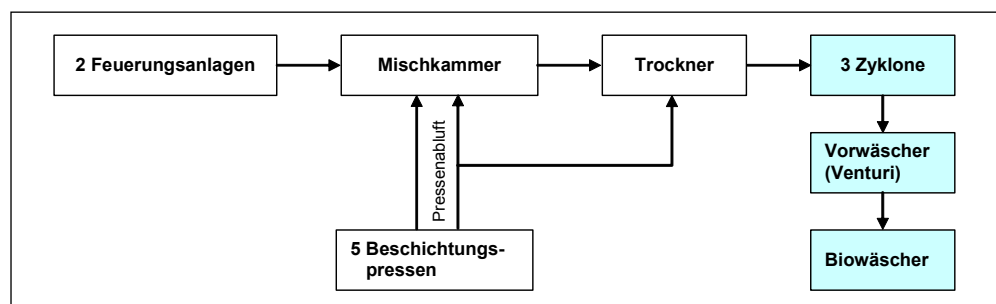 2 Feuerungsanlagen
Mischkammer
Trockner
3 Zyklone
Pressenabluft
Vorwäscher
(Venturi)
5 Beschichtungs-
pressen
Biowäscher